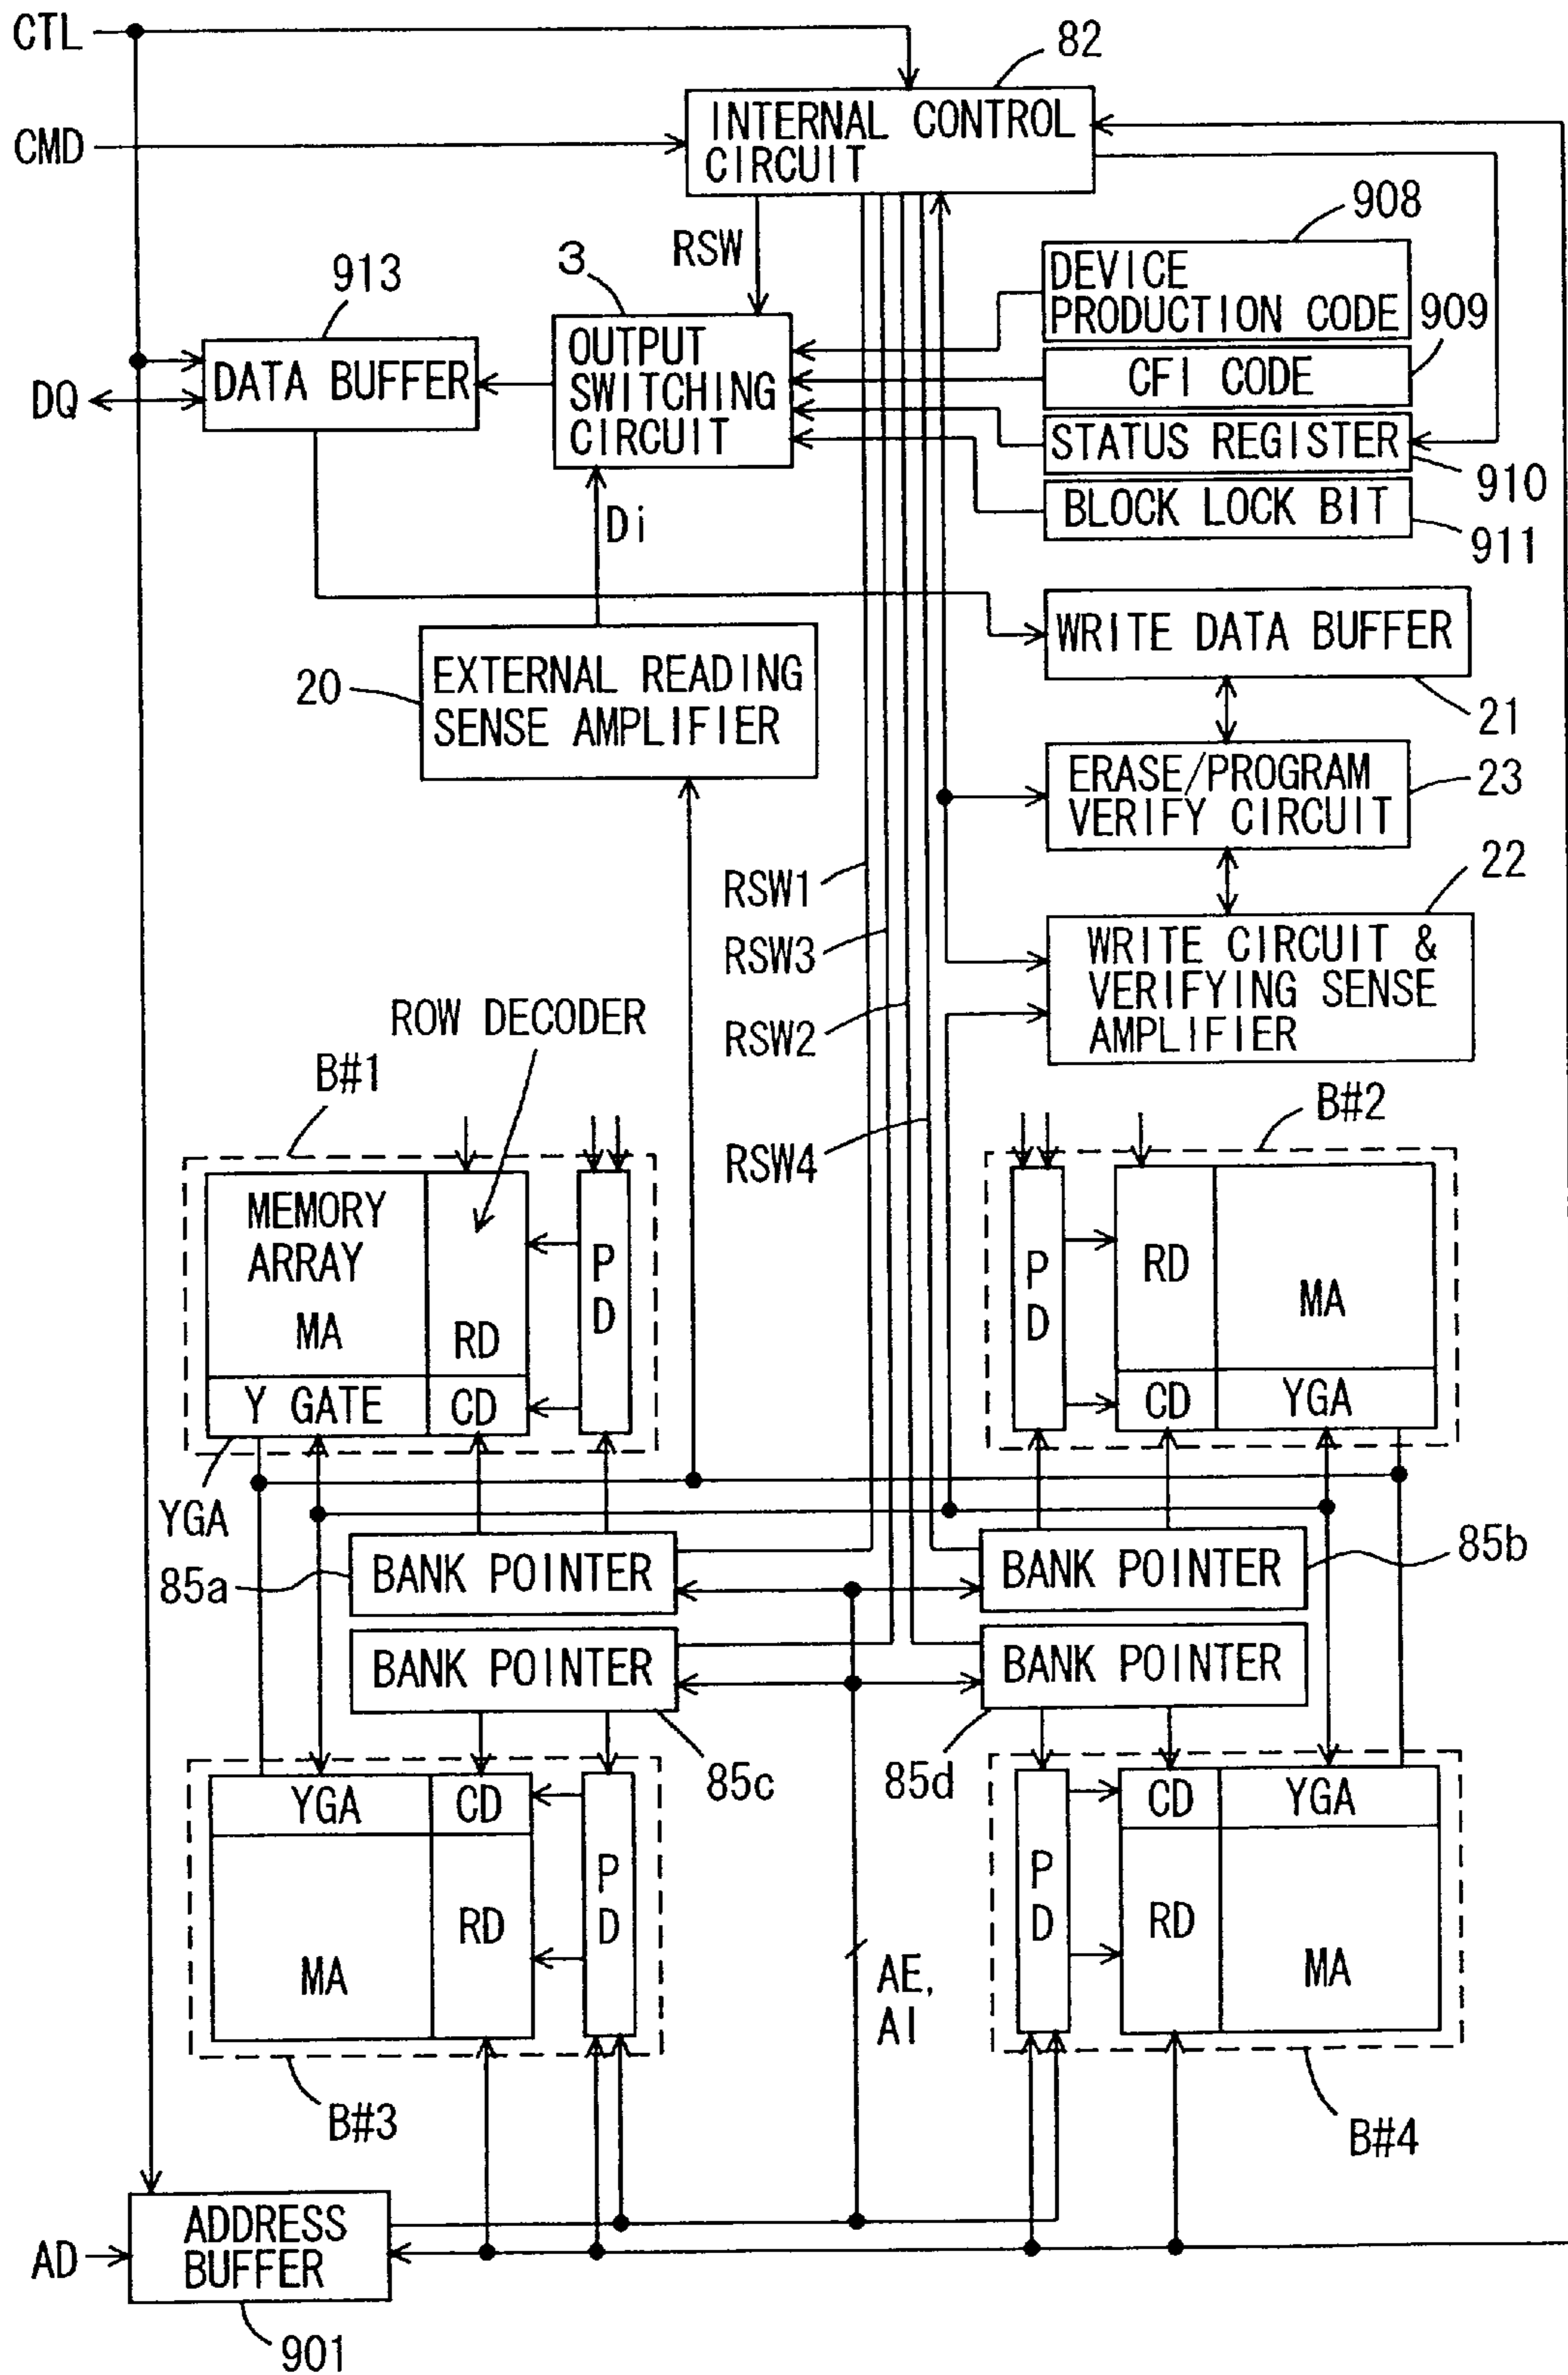 CTL
82
INTERNAL CONTROL
CIRCUIT
CMD
908
RSW
3
DEVICE
PRODUCTION CODE
913
909
OUTPUT
SWITCHING
CIRCUIT
DATA BUFFER
CFI CODE
DQ
STATUS REGISTER
910
BLOCK LOCK BIT
Di
911
WRITE DATA BUFFER
EXTERNAL READING
SENSE AMPLIFIER
20
21
ERASE/PROGRAM
VERIFY CIRCUIT
23
22
RSW1
WRITE CIRCUIT &
VERIFYING SENSE
AMPLIFIER
RSW3
ROW DECODER
RSW2
B#1
B#2
RSW4
MEMORY
ARRAY
MA
RD
P
D
P
D
RD
MA
Y GATE
CD
CD
YGA
YGA
85a
BANK POINTER
BANK POINTER
85b
BANK POINTER
BANK POINTER
85c
85d
YGA
CD
CD
YGA
P
D
P
D
RD
RD
MA
MA
AE,
AI
B#3
B#4
ADDRESS
BUFFER
AD
901